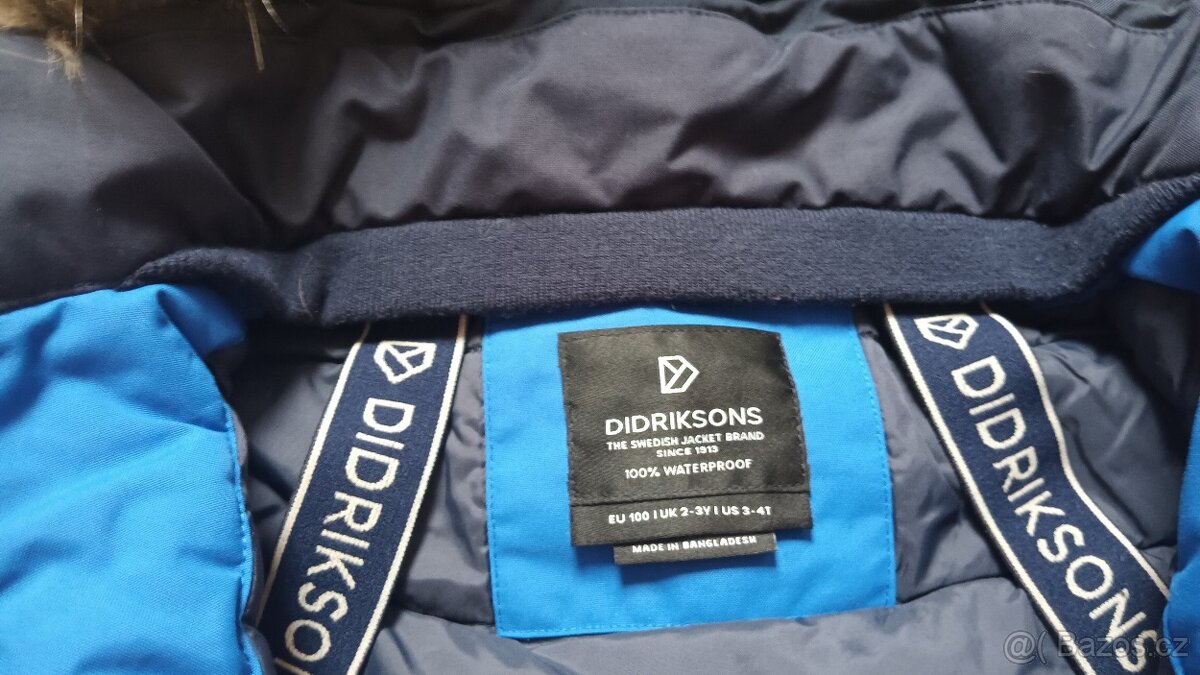 DIDRIKSONS
THE SWEDISH JACKET BRAND
SINCE 1913
100% WATERPROOF
EU 100 | UK 2-3Y | US 3-4T
MADE IN BANGLADESH
DIDRIKSO
DIDRIKSONS
@( Bazos.cz